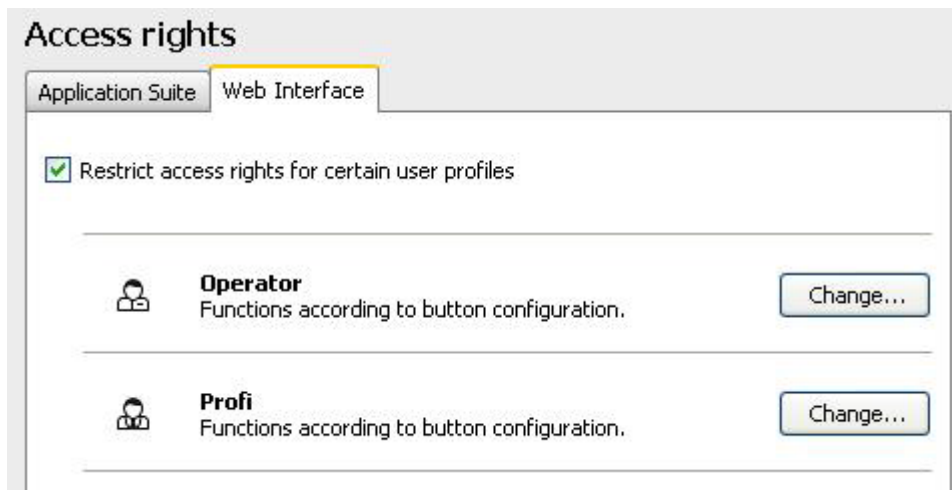 Access rights
Application Suite
Web Interface
Restrict access rights for certain user profiles
Operator
Functions according to button configuration.
Change...
Profi
Functions according to button configuration.
Change...